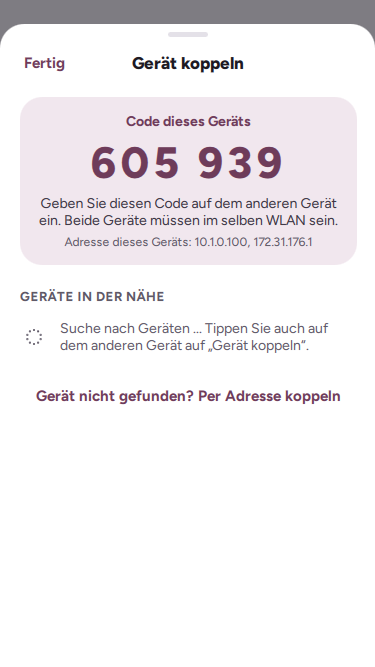 Fertig
Gerät koppeln
Code dieses Geräts
605 939
Geben Sie diesen Code auf dem anderen Gerät
ein. Beide Geräte müssen im selben WLAN sein.
Adresse dieses Geräts: 10.1.0.100, 172.31.176.1
GERÄTE IN DER NÄHE
Suche nach Geräten ... Tippen Sie auch auf
dem anderen Gerät auf „Gerät koppeln“.
Gerät nicht gefunden? Per Adresse koppeln